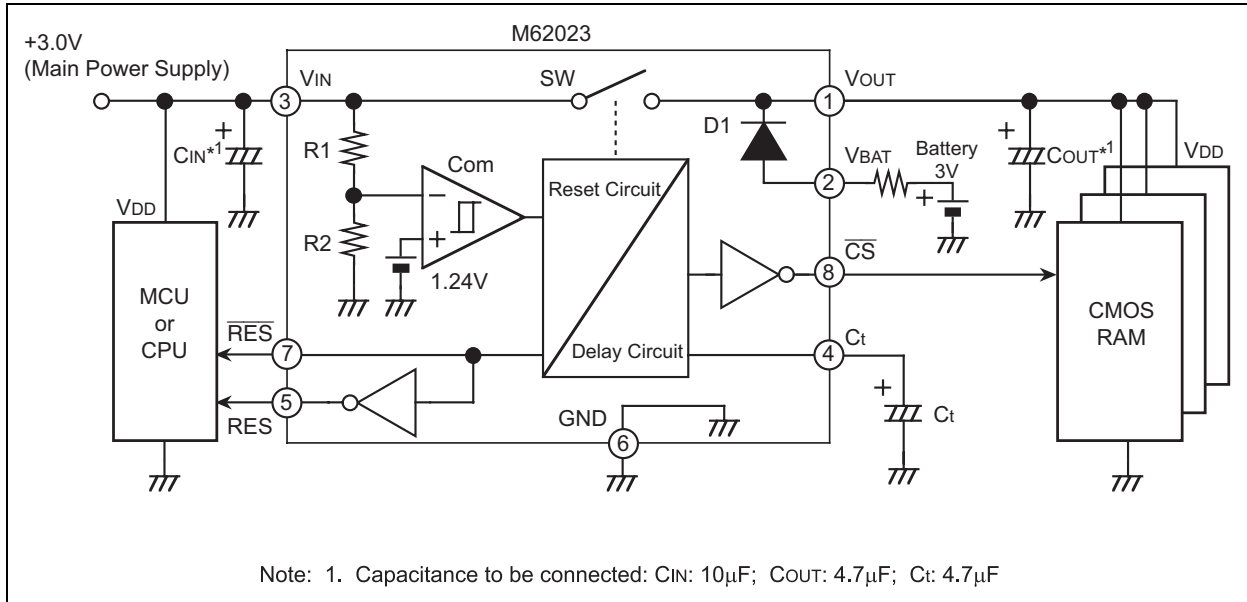 M62023
+3.0V
(Main Power Supply)
VIN
3
SW
VOUT
1
CIN*1
R1
R2
Com
−
+
1.24V
Reset Circuit
Delay Circuit
D1
VBAT
2
Battery
3V
+
+
COUT*1
VDD
+
VDD
MCU
or
CPU
CS
8
CMOS
RAM
RES
7
RES
5
Ct
4
+
Ct
GND
6
Note: 1. Capacitance to be connected: CIN: 10μF; COUT: 4.7μF; Ct: 4.7μF